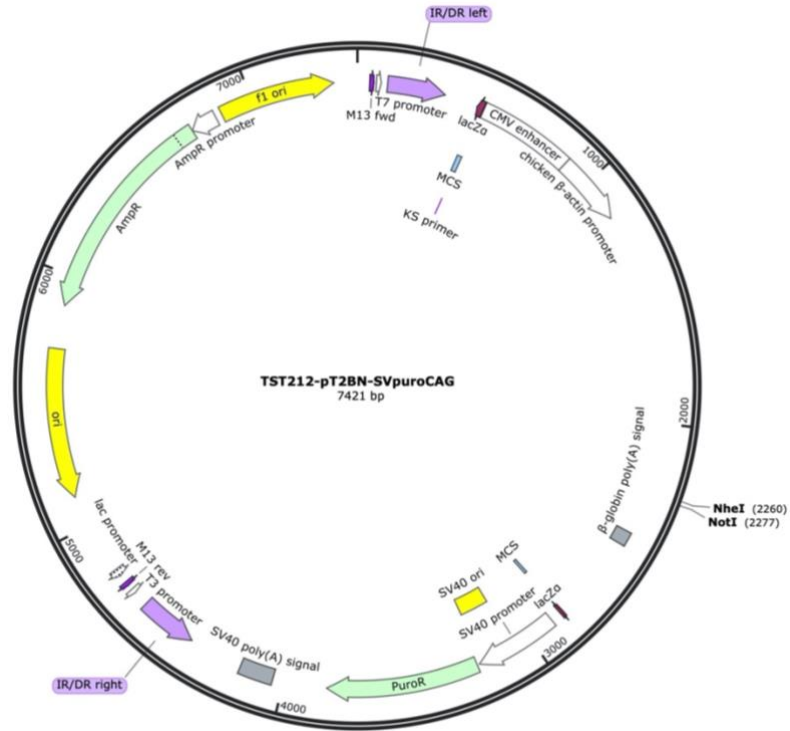 IR/DR left
7000
f1 ori
T7 promoter
M13 fwd
AmpR promoter
lacZα
CMV enhancer
1000
chicken β-actin promoter
MCS
KS primer
AmpR
6000
TST212-pT2BN-SVpuroCAG
7421 bp
2000
ori
β-globin poly(A) signal
NheI (2260)
NotI (2277)
lac promoter
5000
M13 rev
T3 promoter
MCS
SV40 ori
lacZα
SV40 promoter
SV40 poly(A) signal
3000
IR/DR right
PuroR
4000